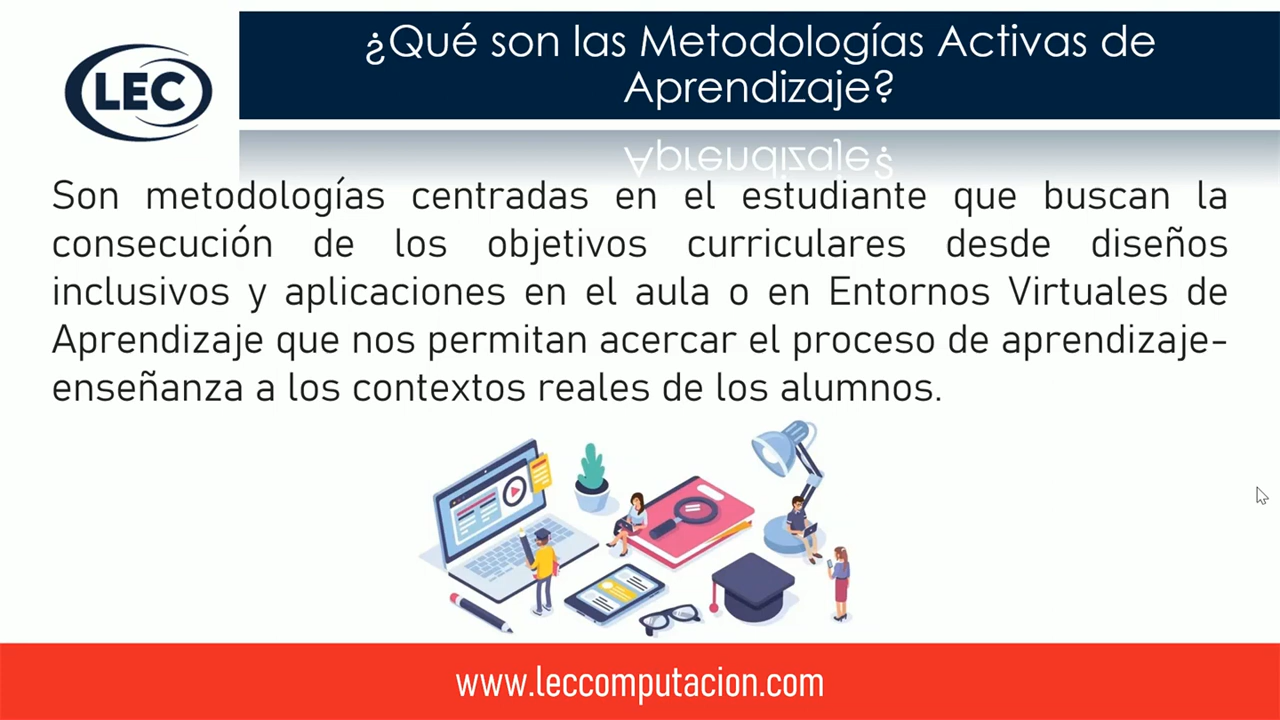 LEC
¿Qué son las Metodologías Activas de
Aprendizaje?
Son metodologías centradas en el estudiante que buscan la
consecución de los objetivos curriculares desde diseños
inclusivos y aplicaciones en el aula o en Entornos Virtuales de
Aprendizaje que nos permitan acercar el proceso de aprendizaje-
enseñanza a los contextos reales de los alumnos.
www.leccomputacion.com